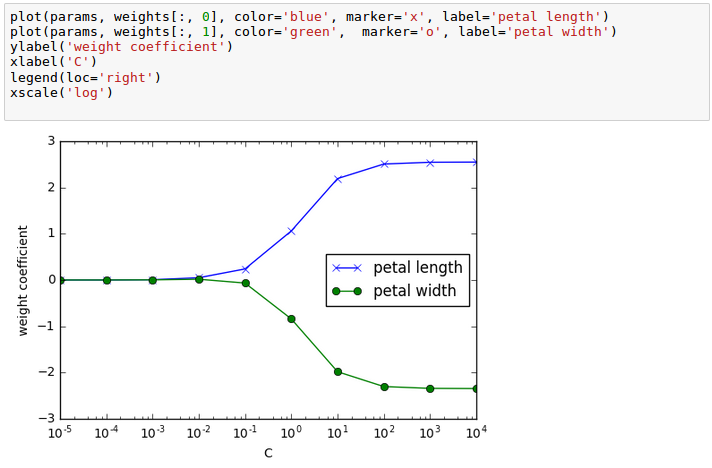 plot(params, weights[:, 0], color='blue', marker='x', label='petal length')
plot(params, weights[:, 1], color='green',  marker='o', label='petal width')
ylabel('weight coefficient')
xlabel('C')
legend(loc='right')
xscale('log')
3
2
1
0
−1
−2
−3
weight coefficient
petal length
petal width
10^-5 10^-4 10^-3 10^-2 10^-1 10^0 10^1 10^2 10^3 10^4
C